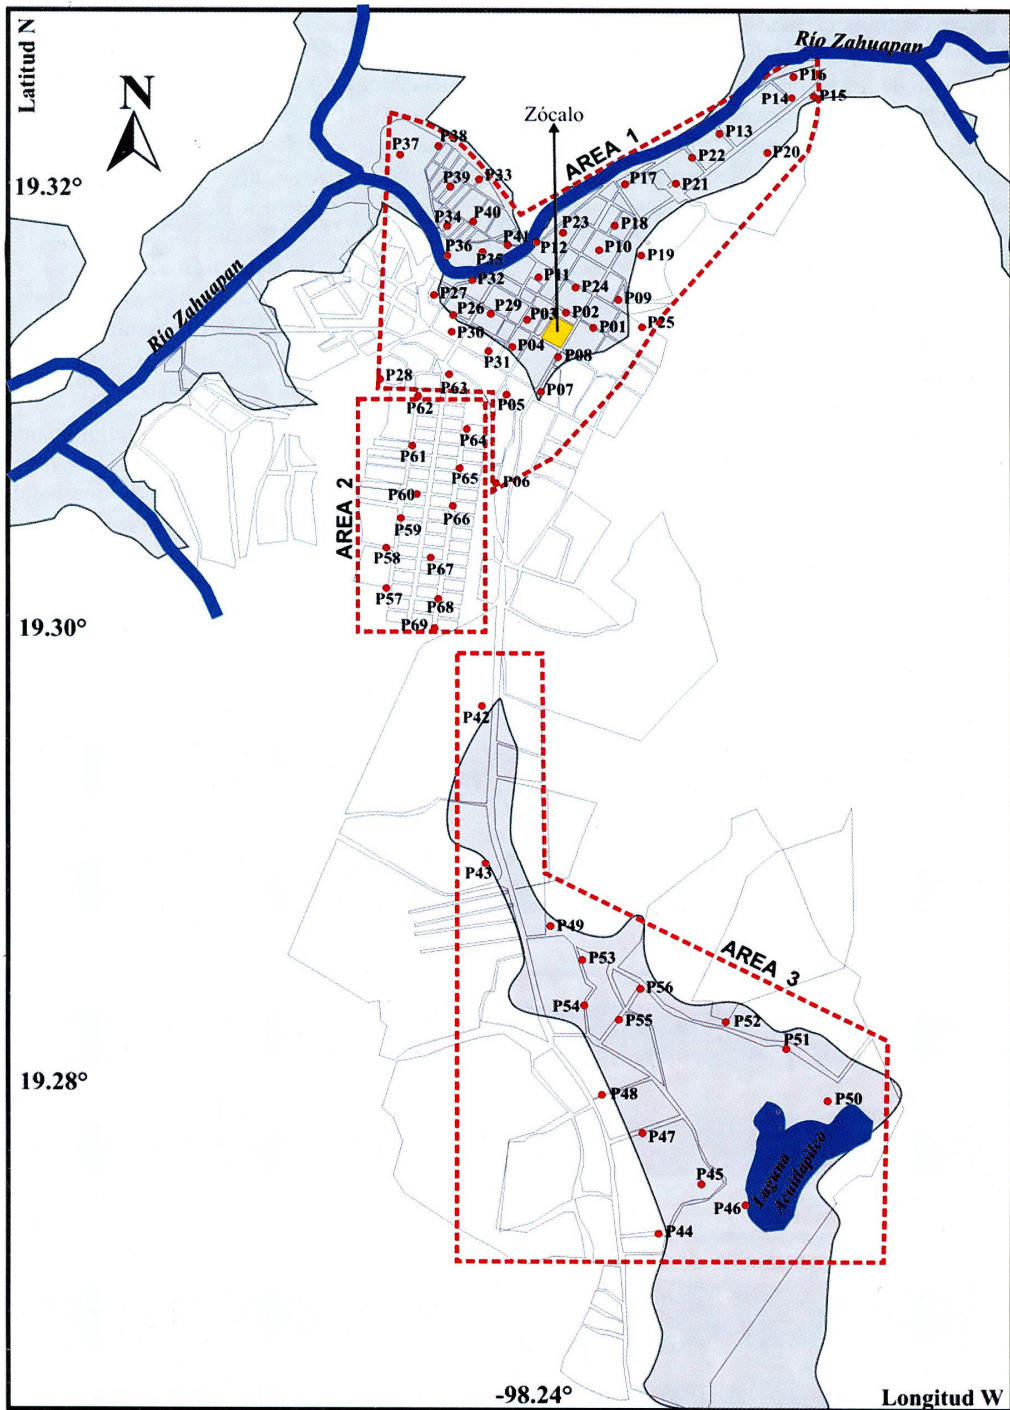 Latitud N
N
Río Zahuapan
Zócalo
AREA 1
P16
P14
P15
P13
P38
P37
P22
P20
19.32°
P39
P33
P17
P21
P34
P40
P23
P18
P36
P35
P41
P12
P10
P19
P32
P11
P24
P27
P09
Río Zahuapan
P26
P29
P03
P02
P01
P25
P30
P04
P08
P31
P28
P63
P05
P07
P62
P64
P61
P65
P06
AREA 2
P60
P66
P59
P58
P67
P57
P68
19.30°
P69
P42
P43
P49
P53
AREA 3
P56
P54
P55
P52
P51
19.28°
P48
P50
P47
P45
P46
Laguna
Acuitlapilco
P44
-98.24°
Longitud W